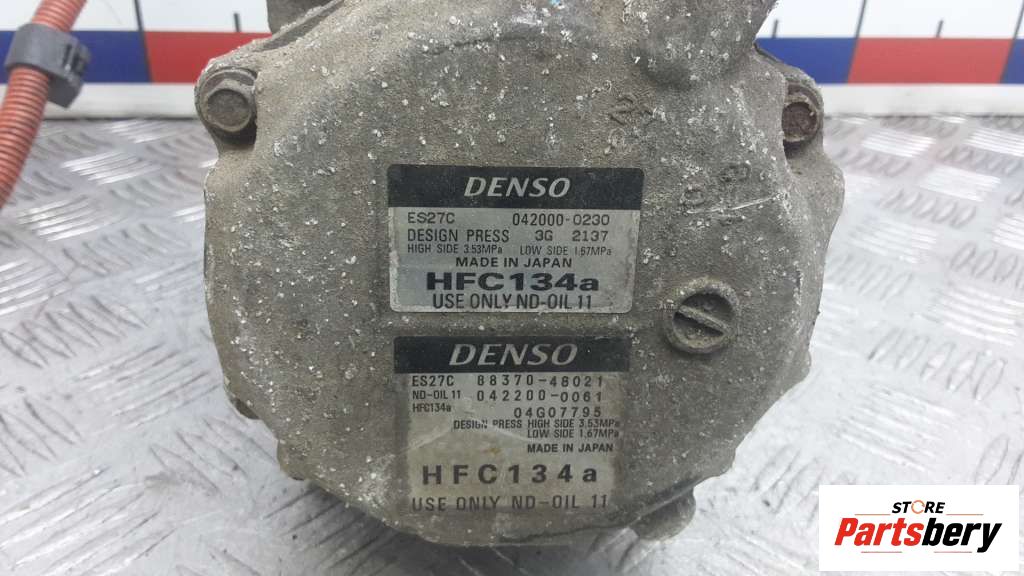 DENSO
ES27C 042000-0230
DESIGN PRESS 3G 2137
HIGH SIDE 3.53MPa LOW SIDE 1.67MPa
MADE IN JAPAN
HFC134a
USE ONLY ND-OIL 11
DENSO
ES27C 88370-48021
ND-OIL 11 042200-0061
HFC134a 04G07795
DESIGN PRESS HIGH SIDE 3.53MPa
LOW SIDE 1.67MPa
MADE IN JAPAN
HFC134a
USE ONLY ND-OIL 11
STORE
Partsbery